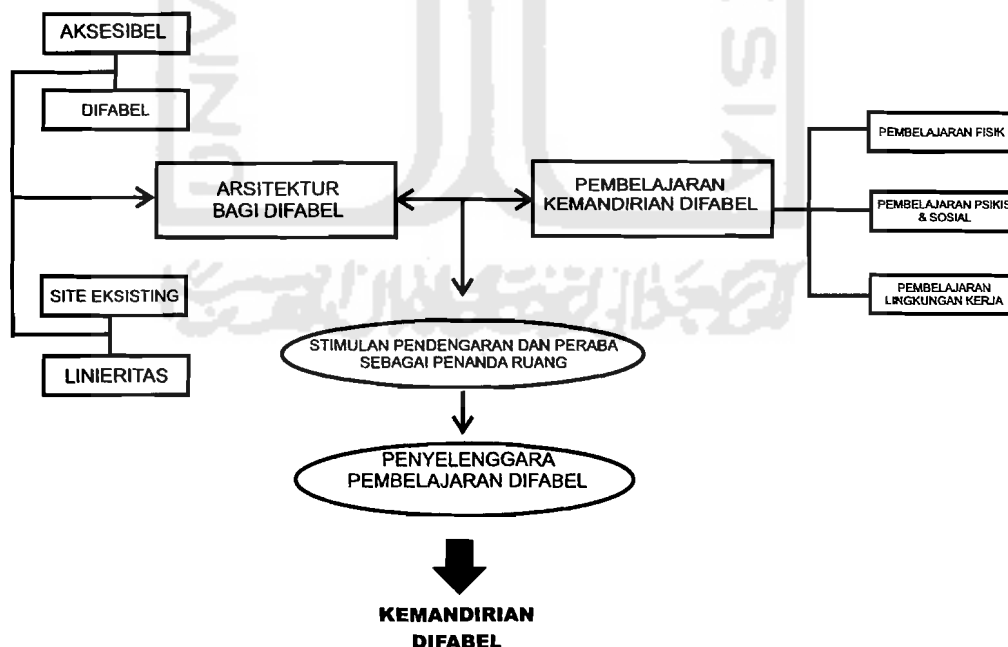 AKSESIBEL
DIFABEL
ARSITEKTUR
BAGI DIFABEL
SITE EKSISTING
LINIERITAS
PEMBELAJARAN
KEMANDIRIAN DIFABEL
PEMBELAJARAN FISIK
PEMBELAJARAN PSIKIS
& SOSIAL
PEMBELAJARAN
LINGKUNGAN KERJA
STIMULAN PENDENGARAN DAN PERABA
SEBAGAI PENANDA RUANG
PENYELENGGARA
PEMBELAJARAN DIFABEL
KEMANDIRIAN
DIFABEL